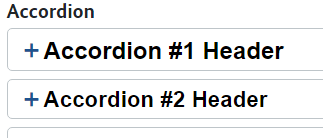 Accordion
+ Accordion #1 Header
+ Accordion #2 Header